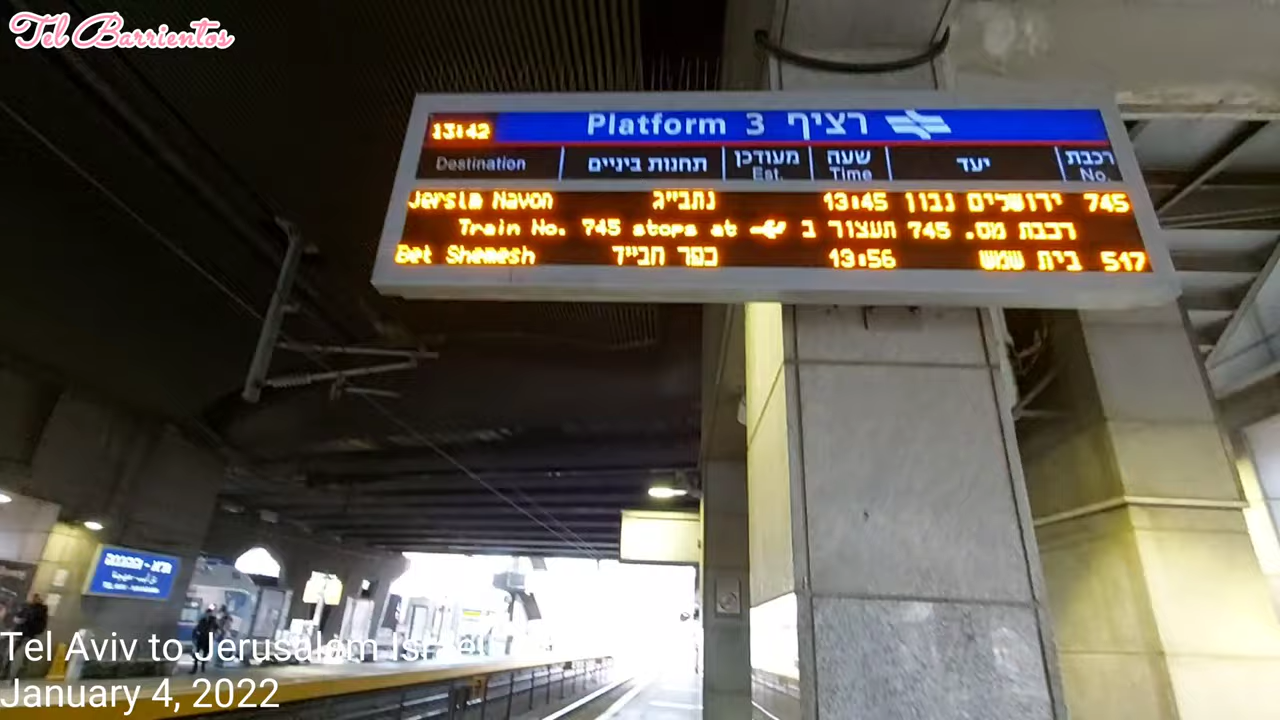 Tel Barrientos
13:42 Platform 3 רציף
Destination תחנות ביניים מעודכן שעה יעד רכבת
Est. Time No.
Jerslm Navon נתב״ג 13:45 ירושלים נבון 745
Train No. 745 stops at רכבת מס. 745 תעצור ב
Bet Shemesh כפר חב״ד 13:56 בית שמש 517
ת״א - ההגנה
Tel Aviv to Jerusalem Israel
January 4, 2022